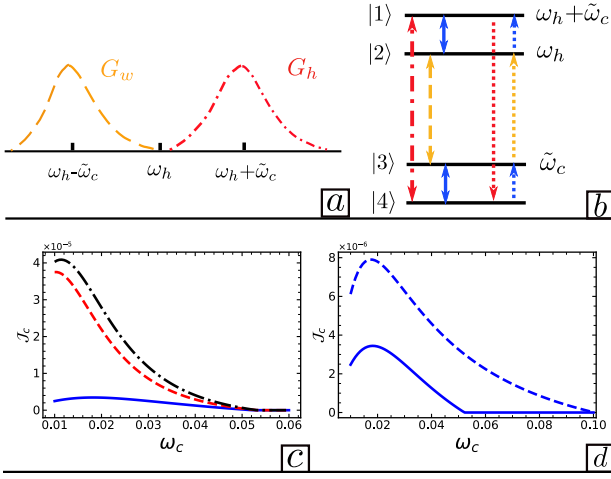 G_w
G_h
ω_h-ω̃_c
ω_h
ω_h+ω̃_c
a
|1⟩
ω_h+ω̃_c
|2⟩
ω_h
|3⟩
ω̃_c
|4⟩
b
×10⁻⁵
4
3
2
1
0
𝒥_c
0.01 0.02 0.03 0.04 0.05 0.06
ω_c
c
×10⁻⁶
8
6
4
2
0
𝒥_c
0.02 0.04 0.06 0.08 0.10
ω_c
d